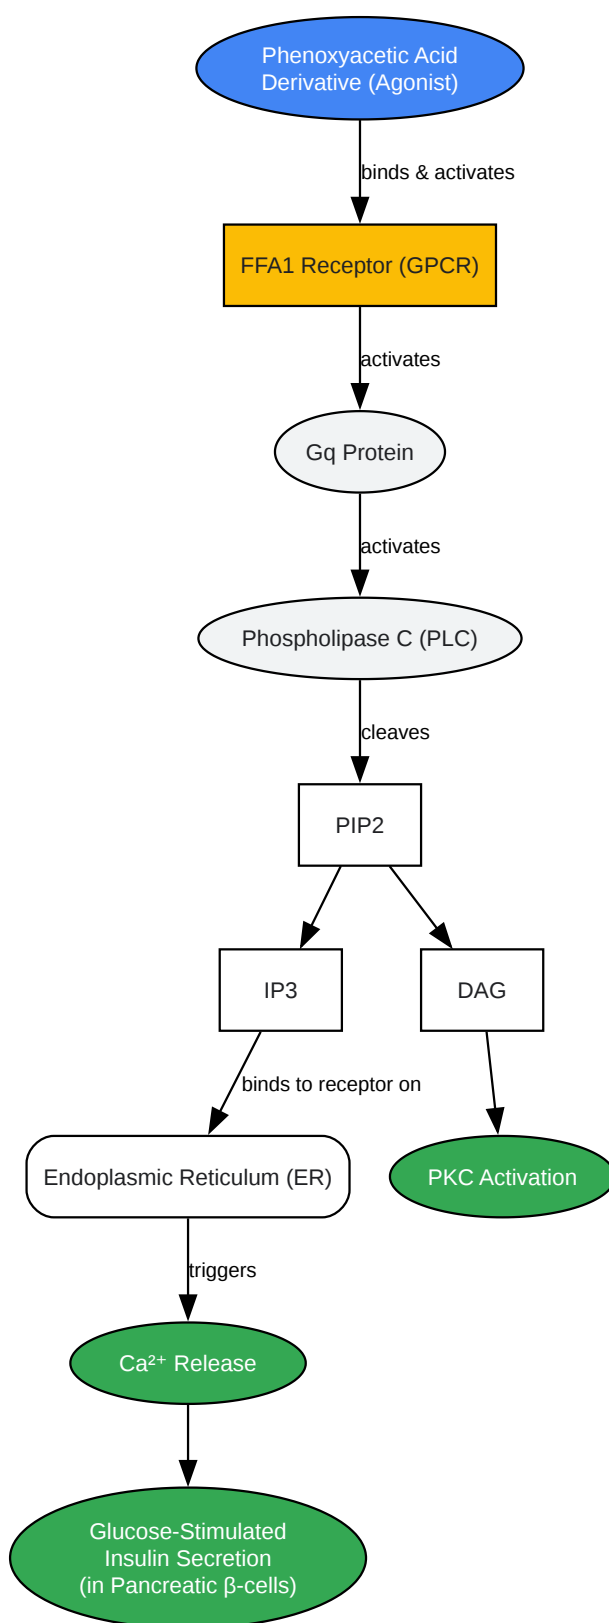 Phenoxyacetic Acid
Derivative (Agonist)
binds & activates
FFA1 Receptor (GPCR)
activates
Gq Protein
activates
Phospholipase C (PLC)
cleaves
PIP2
IP3
DAG
binds to receptor on
Endoplasmic Reticulum (ER)
PKC Activation
triggers
Ca²⁺ Release
Glucose-Stimulated
Insulin Secretion
(in Pancreatic β-cells)